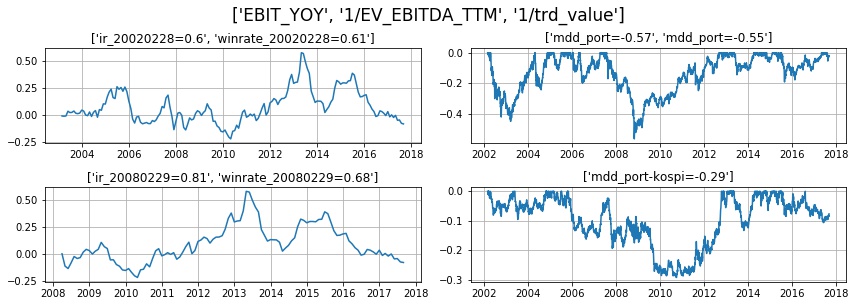 ['EBIT_YOY', '1/EV_EBITDA_TTM', '1/trd_value']
['ir_20020228=0.6', 'winrate_20020228=0.61']
0.50
0.25
0.00
-0.25
2004 2006 2008 2010 2012 2014 2016 2018
['mdd_port=-0.57', 'mdd_port=-0.55']
0.0
-0.2
-0.4
2002 2004 2006 2008 2010 2012 2014 2016 2018
['ir_20080229=0.81', 'winrate_20080229=0.68']
0.50
0.25
0.00
-0.25
2008 2009 2010 2011 2012 2013 2014 2015 2016 2017 2018
['mdd_port-kospi=-0.29']
0.0
-0.1
-0.2
-0.3
2002 2004 2006 2008 2010 2012 2014 2016 2018